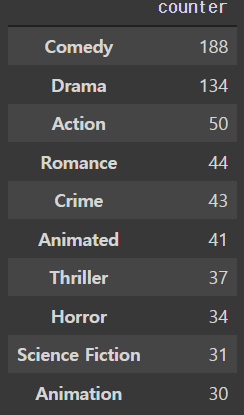 counter
Comedy 188
Drama 134
Action 50
Romance 44
Crime 43
Animated 41
Thriller 37
Horror 34
Science Fiction 31
Animation 30